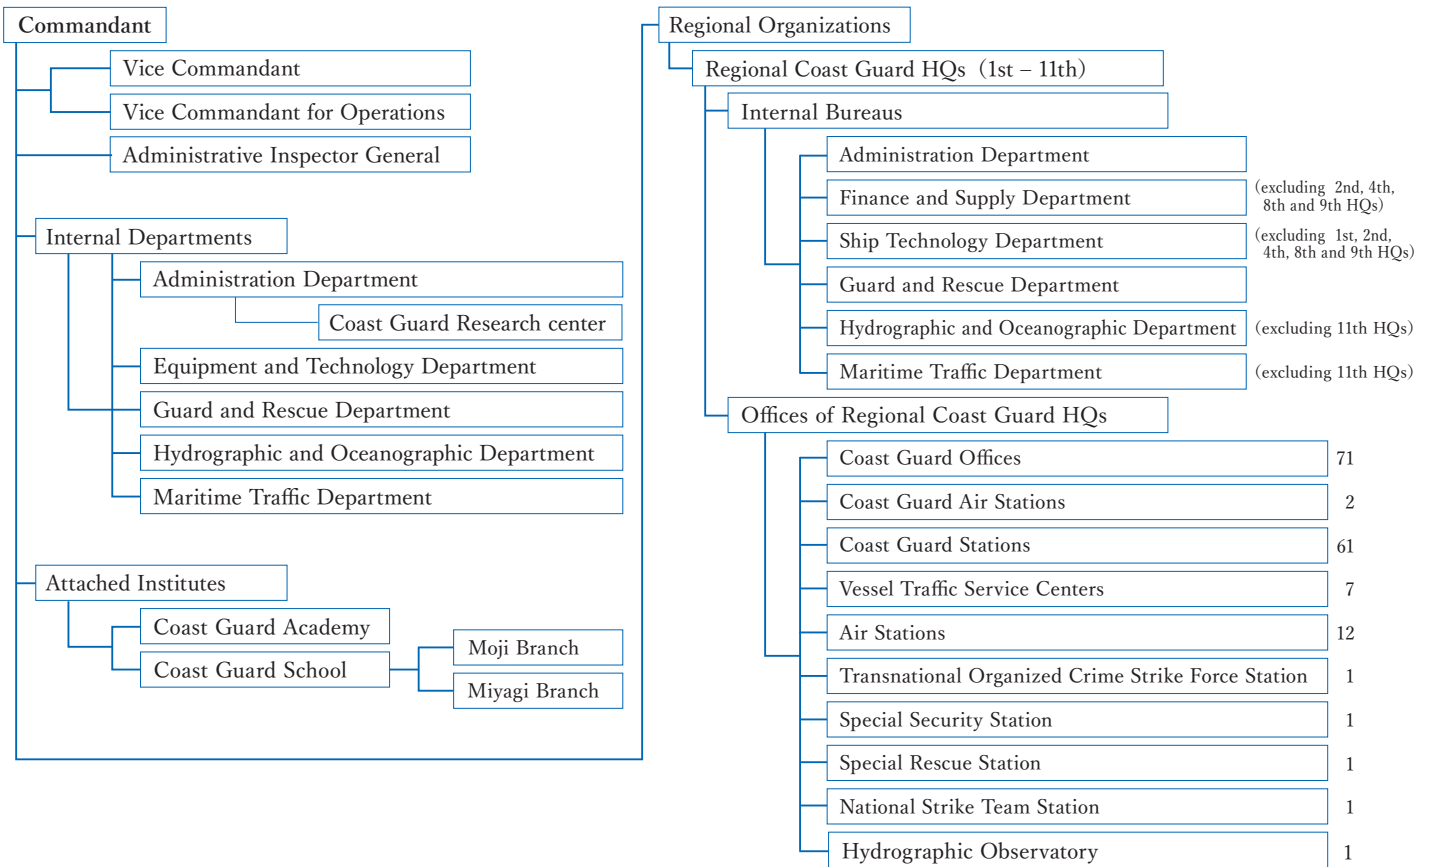 Commandant
Vice Commandant
Vice Commandant for Operations
Administrative Inspector General
Internal Departments
Administration Department
Coast Guard Research center
Equipment and Technology Department
Guard and Rescue Department
Hydrographic and Oceanographic Department
Maritime Traffic Department
Attached Institutes
Coast Guard Academy
Coast Guard School
Moji Branch
Miyagi Branch
Regional Organizations
Regional Coast Guard HQs (1st – 11th)
Internal Bureaus
Administration Department
Finance and Supply Department
(excluding 2nd, 4th,
8th and 9th HQs)
Ship Technology Department
(excluding 1st, 2nd,
4th, 8th and 9th HQs)
Guard and Rescue Department
Hydrographic and Oceanographic Department (excluding 11th HQs)
Maritime Traffic Department (excluding 11th HQs)
Offices of Regional Coast Guard HQs
Coast Guard Offices 71
Coast Guard Air Stations 2
Coast Guard Stations 61
Vessel Traffic Service Centers 7
Air Stations 12
Transnational Organized Crime Strike Force Station 1
Special Security Station 1
Special Rescue Station 1
National Strike Team Station 1
Hydrographic Observatory 1